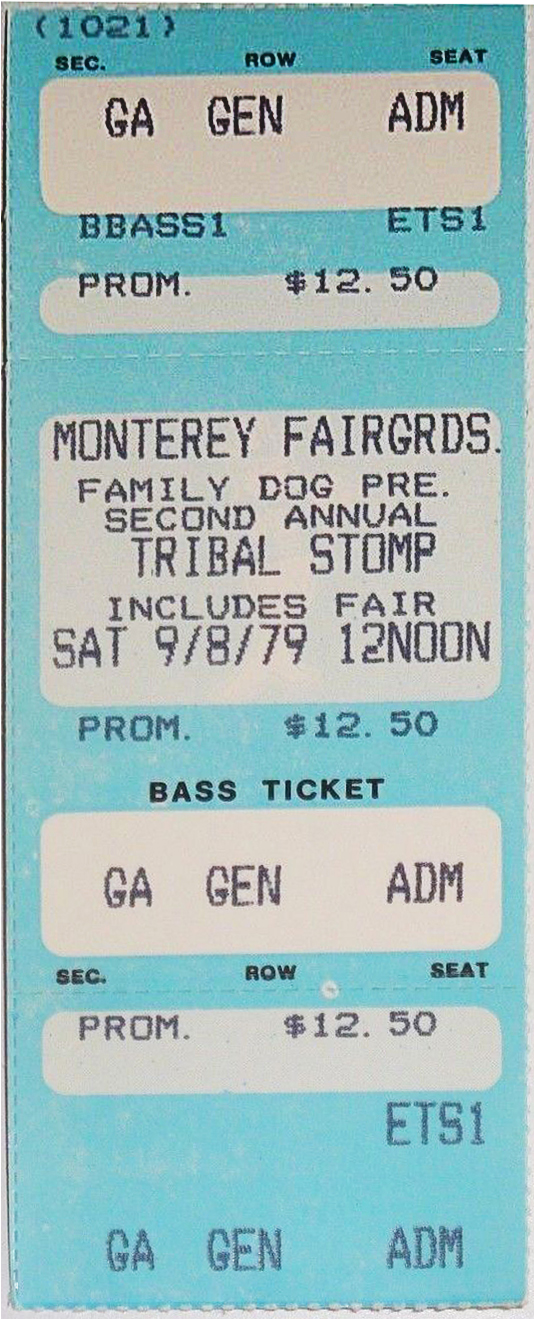 (1021)
SEC. ROW SEAT
GA GEN ADM
BBASS1 ETS1
PROM. $12.50
MONTEREY FAIRGRDS.
FAMILY DOG PRE.
SECOND ANNUAL
TRIBAL STOMP
INCLUDES FAIR
SAT 9/8/79 12NOON
PROM. $12.50
BASS TICKET
GA GEN ADM
SEC. ROW SEAT
PROM. $12.50
ETS1
GA GEN ADM